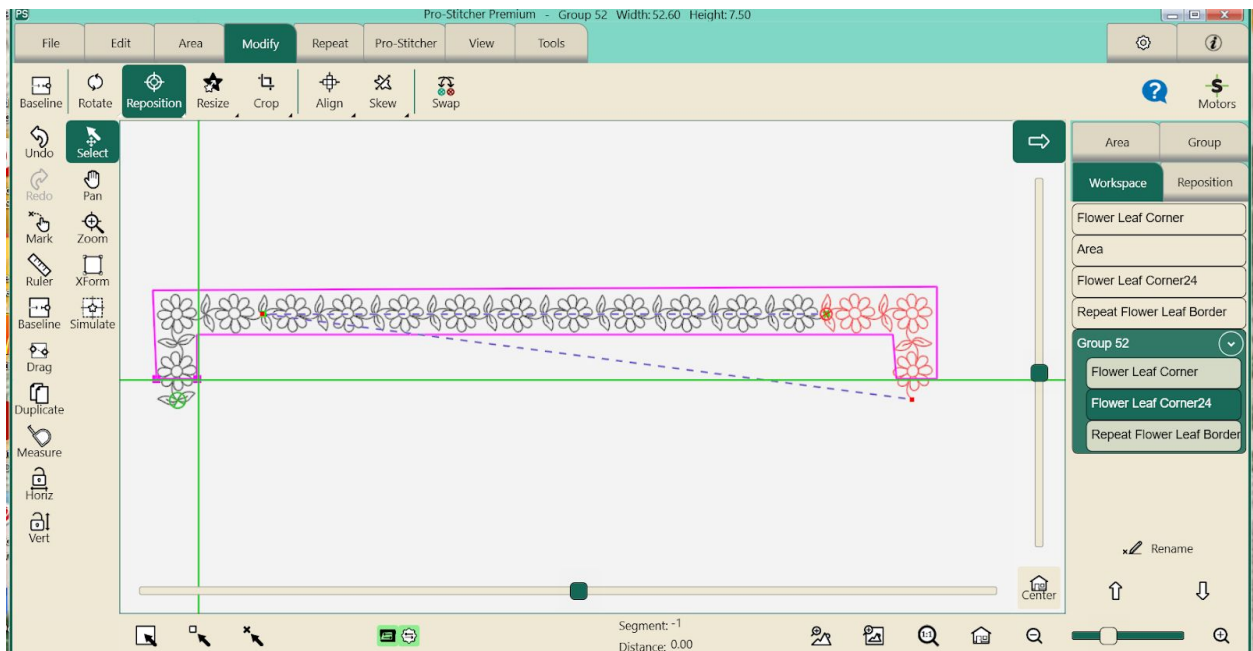 PS
Pro-Stitcher Premium - Group 52 Width: 52.60 Height: 7.50
File Edit Area Modify Repeat Pro-Stitcher View Tools
Baseline Rotate Reposition Resize Crop Align Skew Swap
S
Motors
Undo Select
Redo Pan
Mark Zoom
Ruler XForm
Baseline Simulate
Drag
Duplicate
Measure
Horiz
Vert
Center
Area Group
Workspace Reposition
Flower Leaf Corner
Area
Flower Leaf Corner24
Repeat Flower Leaf Border
Group 52
Flower Leaf Corner
Flower Leaf Corner24
Repeat Flower Leaf Border
Rename
Segment: -1
Distance: 0.00
1:1